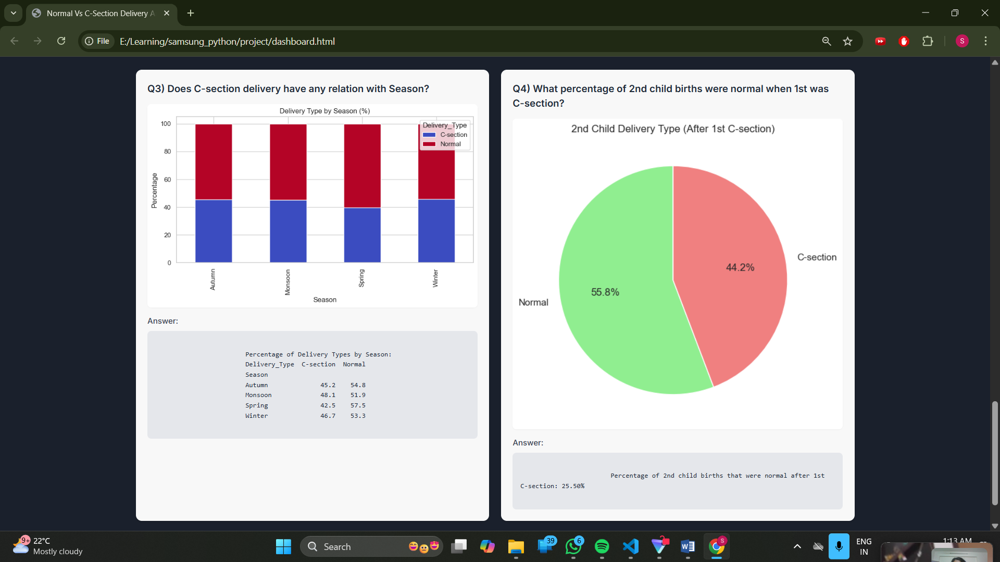 Normal Vs C-Section Delivery A
File
E:/Learning/samsung_python/project/dashboard.html
S
Q3) Does C-section delivery have any relation with Season?
Delivery Type by Season (%)
Delivery_Type
C-section
Normal
100
80
60
40
20
0
Percentage
Autumn
Monsoon
Spring
Winter
Season
Answer:
Percentage of Delivery Types by Season:
Delivery_Type C-section Normal
Season
Autumn 45.2 54.8
Monsoon 48.1 51.9
Spring 42.5 57.5
Winter 46.7 53.3
Q4) What percentage of 2nd child births were normal when 1st was
C-section?
2nd Child Delivery Type (After 1st C-section)
C-section
44.2%
55.8%
Normal
Answer:
Percentage of 2nd child births that were normal after 1st
C-section: 25.50%
9+
22°C
Mostly cloudy
Search
39
6
?
W
S
ENG
IN
1:13 AM